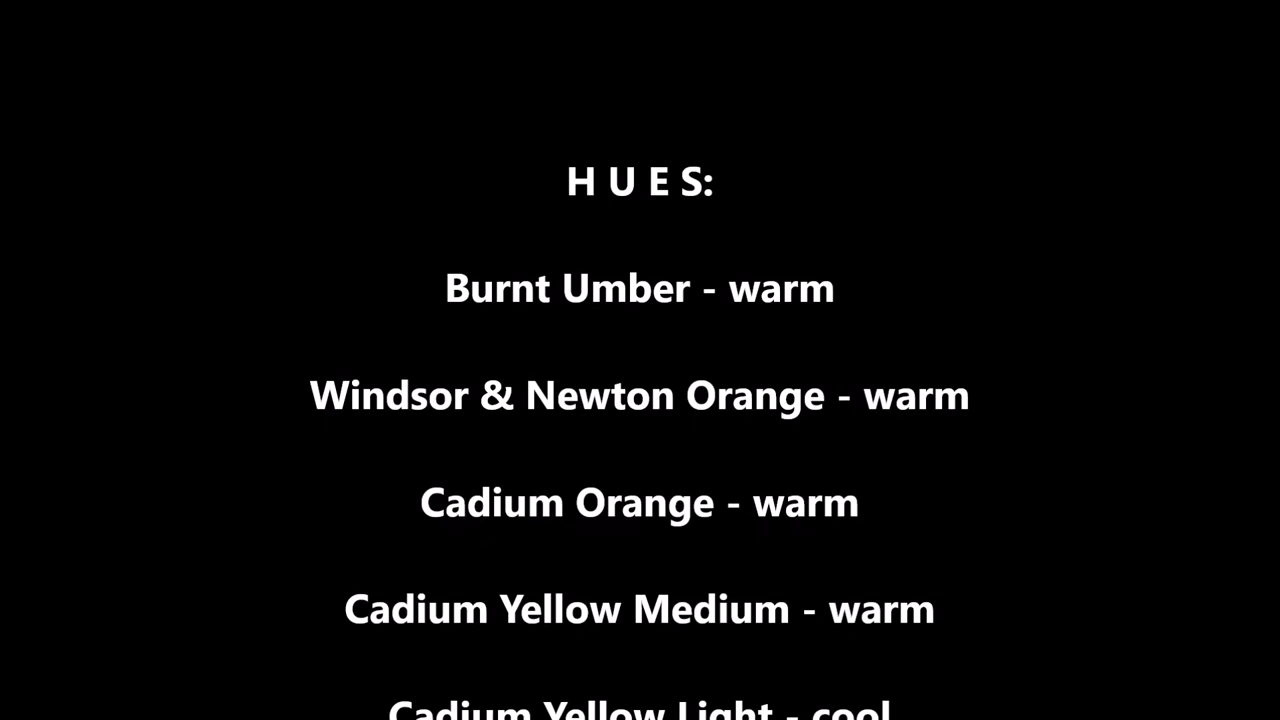 H U E S:
Burnt Umber - warm
Windsor & Newton Orange - warm
Cadium Orange - warm
Cadium Yellow Medium - warm
Cadium Yellow Light - cool